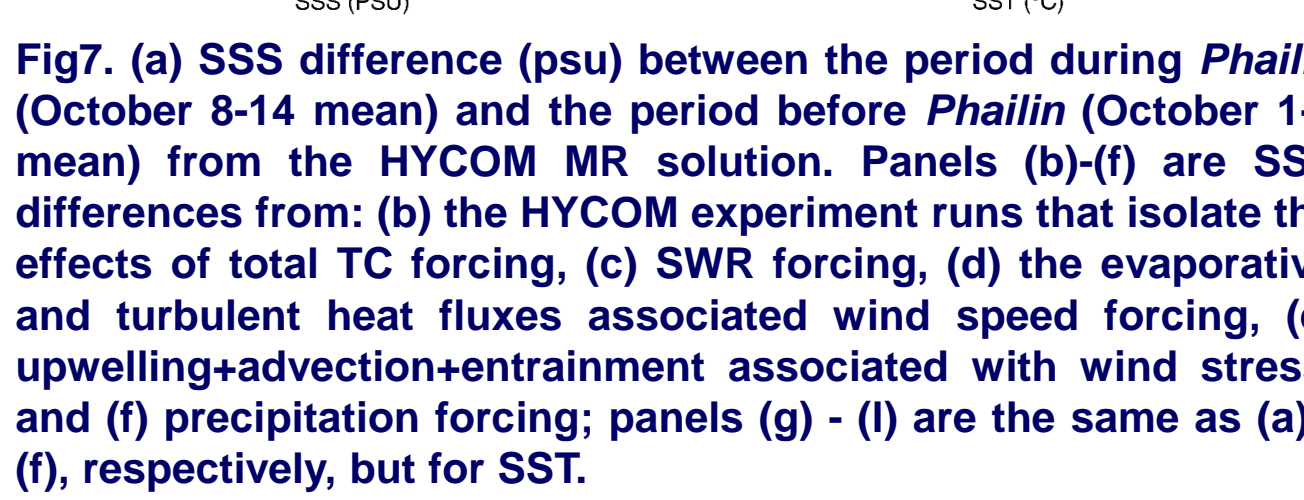 SSS (PSU) SST (°C)
Fig7. (a) SSS difference (psu) between the period during
(October 8-14 mean) and the period before Phailin (October
mean) from the HYCOM MR solution. Panels (b)-(f) are
differences from: (b) the HYCOM experiment runs that isolate
effects of total TC forcing, (c) SWR forcing, (d) the
and turbulent heat fluxes associated wind speed forcing,
upwelling+advection+entrainment associated with wind
and (f) precipitation forcing; panels (g) - (l) are the same as (a)
(f), respectively, but for SST.